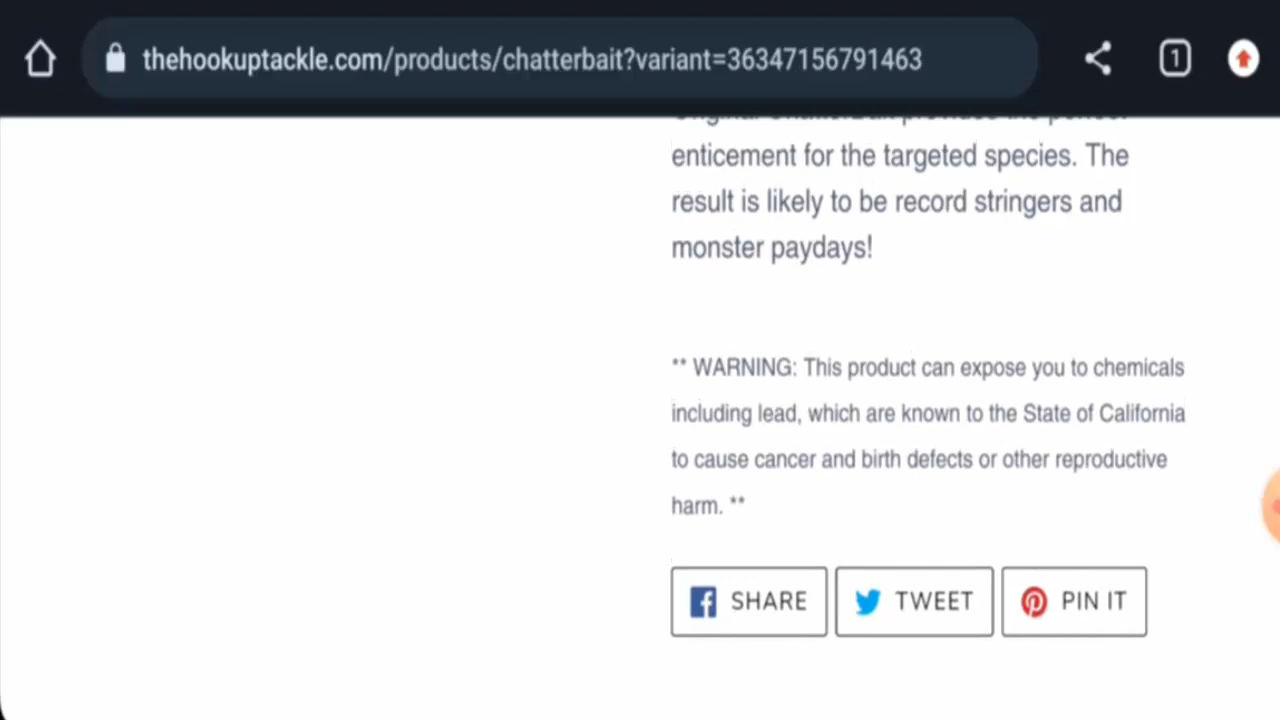 thehookuptackle.com/products/chatterbait?variant=36347156791463
1
enticement for the targeted species. The
result is likely to be record stringers and
monster paydays!
** WARNING: This product can expose you to chemicals
including lead, which are known to the State of California
to cause cancer and birth defects or other reproductive
harm. **
SHARE TWEET PIN IT